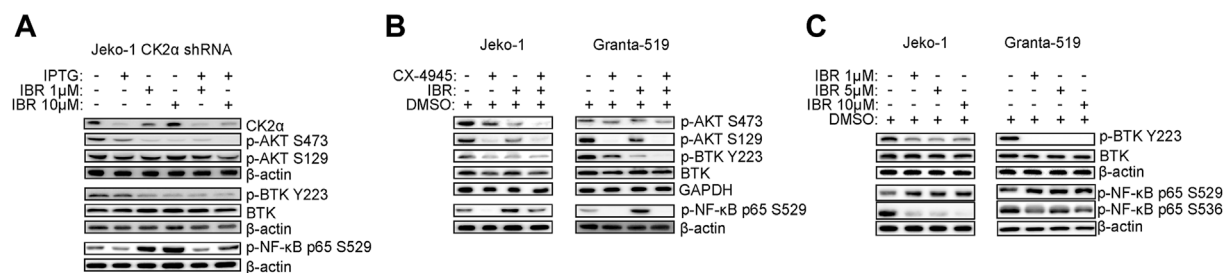 A
Jeko-1 CK2α shRNA
IPTG: - + - - + +
IBR 1µM: - - + - + -
IBR 10µM: - - - + - +
CK2α
p-AKT S473
p-AKT S129
β-actin
p-BTK Y223
BTK
β-actin
p-NF-κB p65 S529
β-actin
B
Jeko-1 Granta-519
CX-4945: - + - + - + - +
IBR: - - + + - - + +
DMSO: + + + + + + + +
p-AKT S473
p-AKT S129
p-BTK Y223
BTK
GAPDH
p-NF-κB p65 S529
β-actin
C
Jeko-1 Granta-519
IBR 1µM: - + - - - + - -
IBR 5µM: - - + - - - + -
IBR 10µM: - - - + - - - +
DMSO: + + + + + + + +
p-BTK Y223
BTK
β-actin
p-NF-κB p65 S529
p-NF-κB p65 S536
β-actin